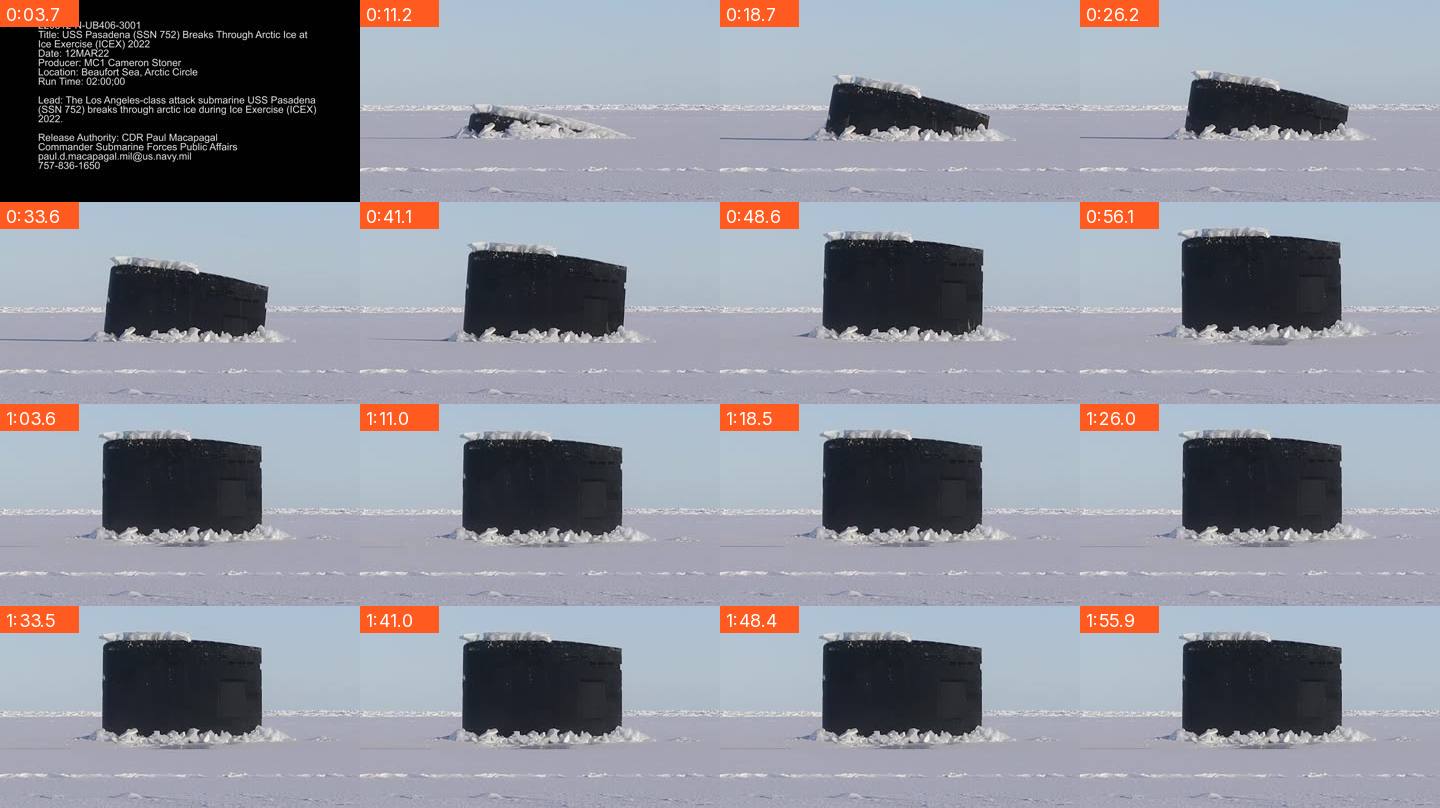 0:03.7
0:11.2
0:18.7
0:26.2
N-UB406-3001
Title: USS Pasadena (SSN 752) Breaks Through Arctic Ice at
Ice Exercise (ICEX) 2022
Date: 12MAR22
Producer: MC1 Cameron Stoner
Location: Beaufort Sea, Arctic Circle
Run Time: 02:00;00
Lead: The Los Angeles-class attack submarine USS Pasadena
(SSN 752) breaks through arctic ice during Ice Exercise (ICEX)
2022.
Release Authority: CDR Paul Macapagal
Commander Submarine Forces Public Affairs
paul.d.macapagal.mil@us.navy.mil
757-836-1650
0:33.6
0:41.1
0:48.6
0:56.1
1:03.6
1:11.0
1:18.5
1:26.0
1:33.5
1:41.0
1:48.4
1:55.9